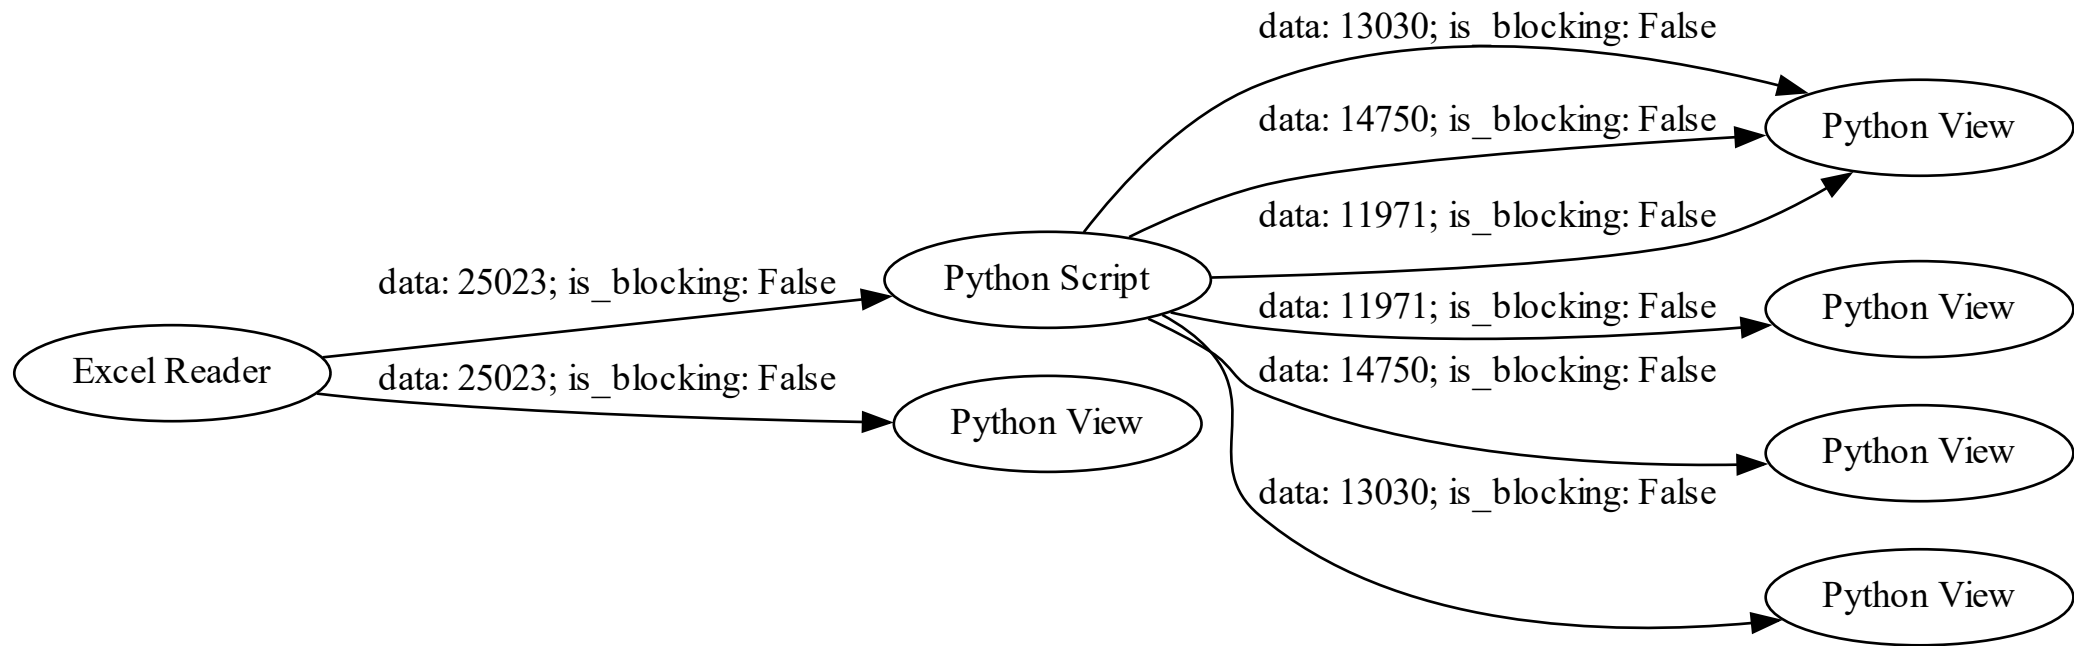 data: 13030; is_blocking: False
data: 14750; is_blocking: False
Python View
data: 11971; is_blocking: False
data: 25023; is_blocking: False
Python Script
data: 11971; is_blocking: False
Python View
Excel Reader
data: 25023; is_blocking: False
data: 14750; is_blocking: False
Python View
Python View
data: 13030; is_blocking: False
Python View